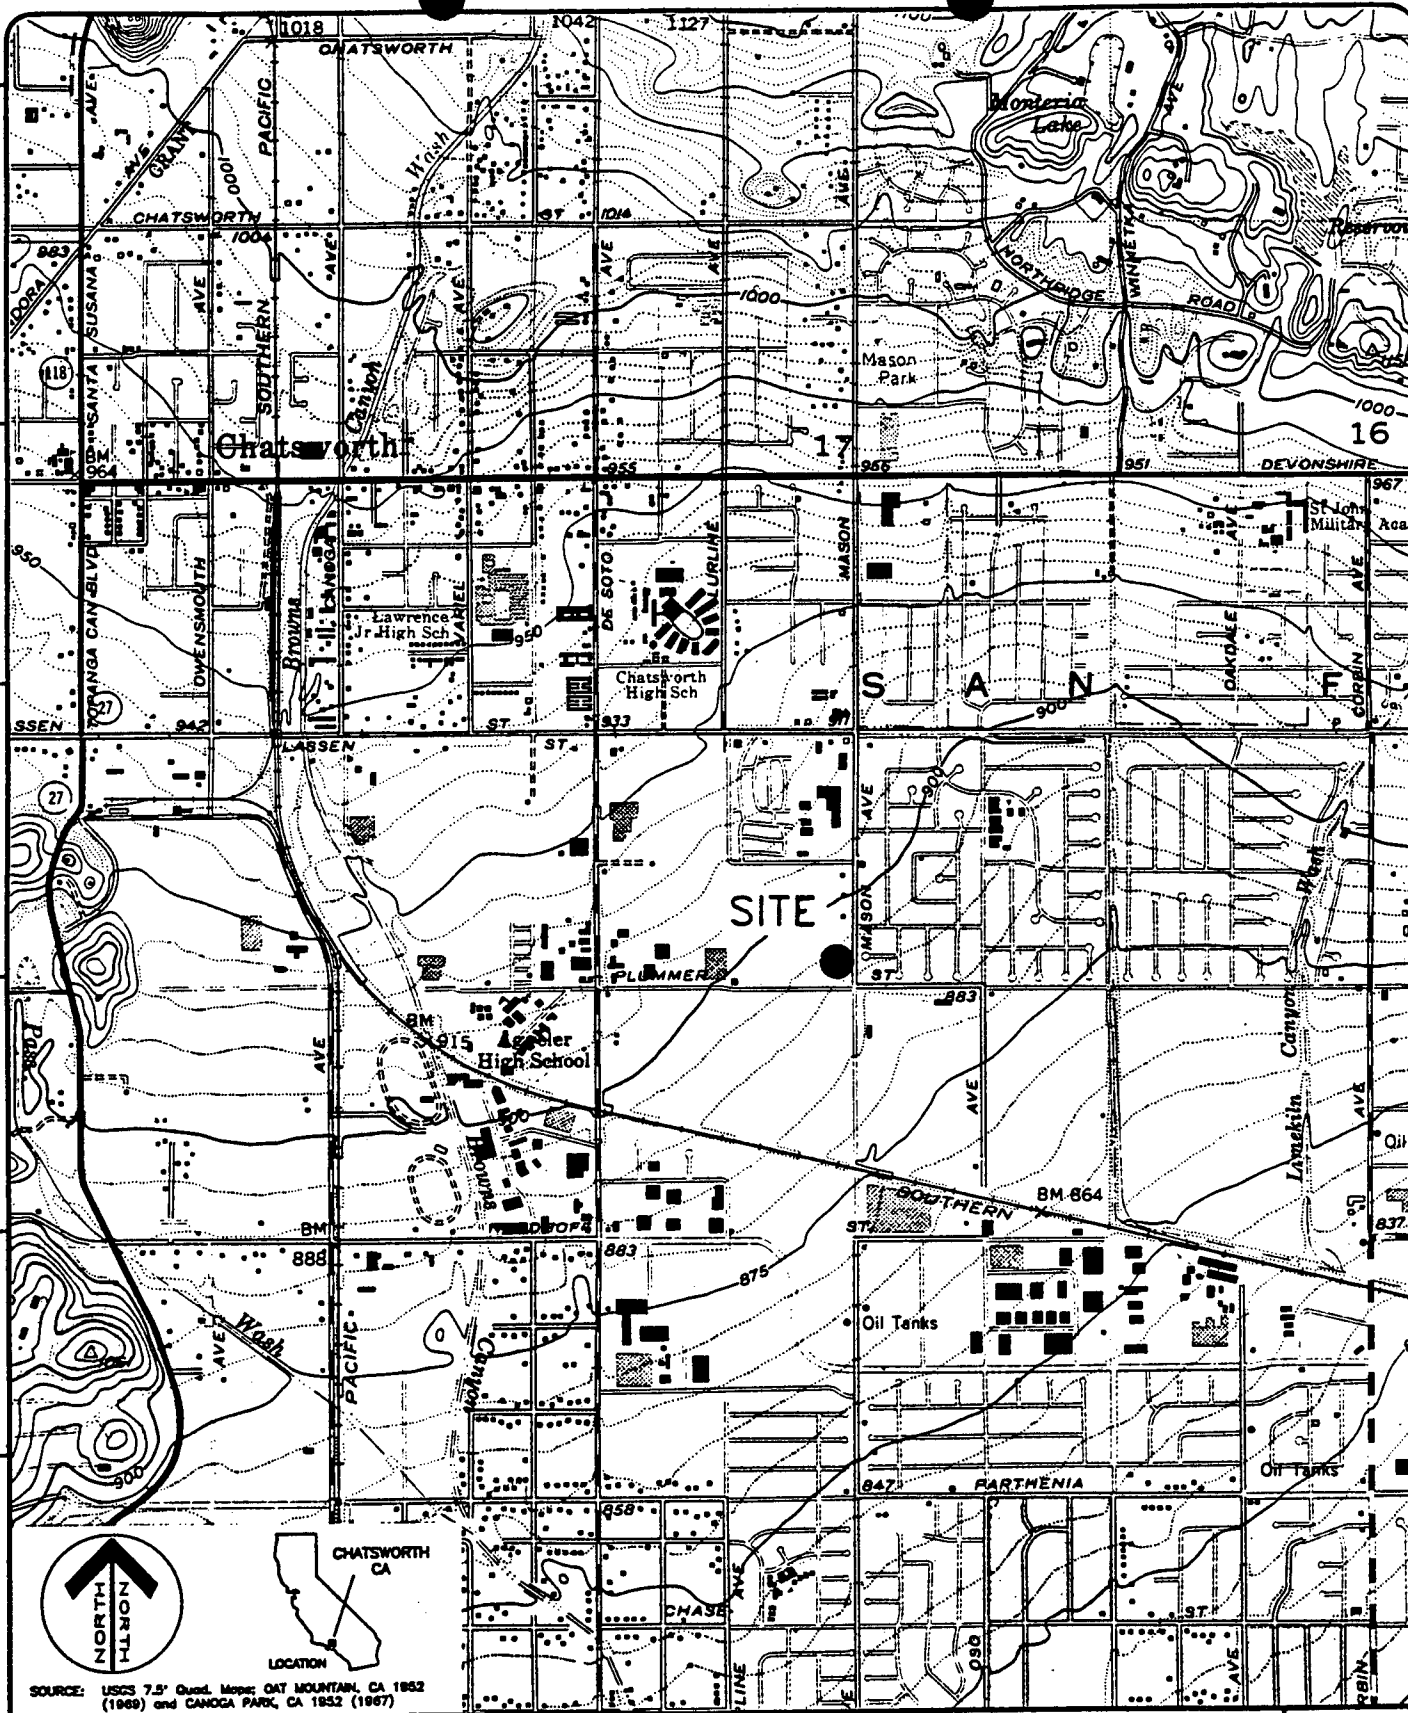 1018
1042
1127
CHATSWORTH
AVE
PACIFIC
AVE
GRANT
1000
Wash
Monteria
Lake
AVE
AVE
CHATSWORTH
ST
1014
1004
983
DORA
SANTA SUSANA
AVE
SOUTHERN
AVE
AVE
AVE
AVE
1000
NORTHRIDGE
ROAD
WINNETKA
118
Canyon
Mason
Park
1000
Chatsworth
17
16
BM
964
955
956
951
DEVONSHIRE
967
950
TOPANGA CAN BLVD
OWENSMOUTH
Browns
CANOGA
Lawrence
Jr High Sch
VARIEL
950
DE SOTO
LURLINE
MASON
Chatsworth
High Sch
St John
Military Aca
AVE
OAKDALE
AVE
CORBIN
S A N F
900
27
SSEN
942
LASSEN
ST
ST
933
27
AVE
MASON
900
SITE
PLUMMER
ST
883
Wash
Canyon
Limekiln
Pass
AVE
BM
915
High School
AVE
AVE
Oil
Browns
BM
888
883
SOUTHERN
BM 864
ST
837
875
Oil Tanks
Wash
AVE
PACIFIC
Canyon
900
847
PARTHENIA
Oil Tanks
858
CHASE
AVE
ST
LINE
OSO
AVE
RBIN
NORTH
NORTH
CHATSWORTH
CA
LOCATION
SOURCE: USGS 7.5' Quad. Maps; OAT MOUNTAIN, CA 1952
(1969) and CANOGA PARK, CA 1952 (1967)